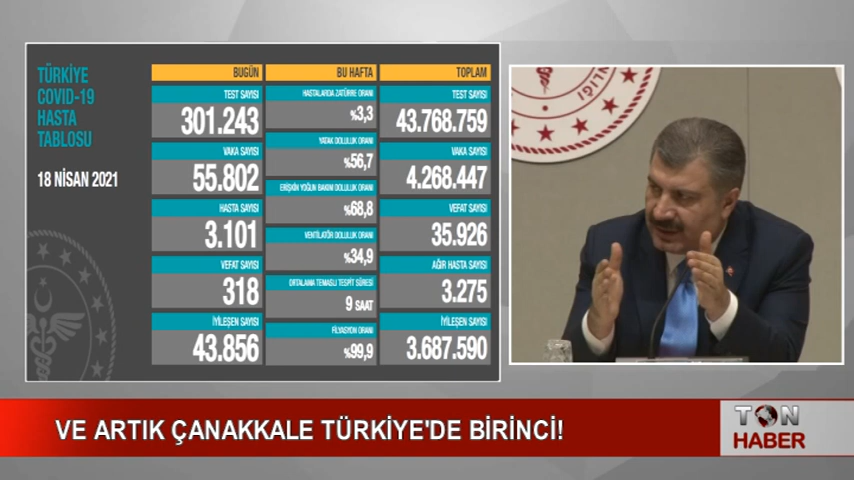 TÜRKİYE
COVID-19
HASTA
TABLOSU
18 NİSAN 2021
BUGÜN
TEST SAYISI
301.243
VAKA SAYISI
55.802
HASTA SAYISI
3.101
VEFAT SAYISI
318
İYİLEŞEN SAYISI
43.856
BU HAFTA
HASTALARDA ZATÜRRE ORANI
%3,3
YATAK DOLULUK ORANI
%56,7
ERİŞKİN YOĞUN BAKIM DOLULUK ORANI
%68,8
VENTİLATÖR DOLULUK ORANI
%34,9
ORTALAMA TEMASLI TESPİT SÜRESİ
9 SAAT
FİLYASYON ORANI
%99,9
TOPLAM
TEST SAYISI
43.768.759
VAKA SAYISI
4.268.447
VEFAT SAYISI
35.926
AĞIR HASTA SAYISI
3.275
İYİLEŞEN SAYISI
3.687.590
VE ARTIK ÇANAKKALE TÜRKİYE'DE BİRİNCİ!
TON
HABER